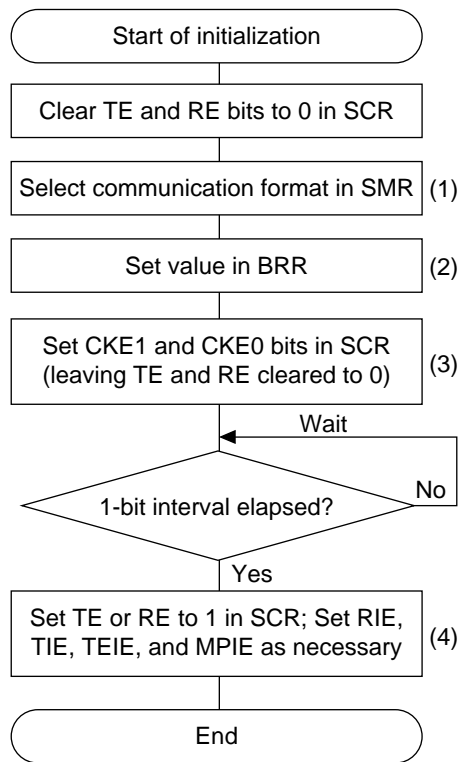 Start of initialization
Clear TE and RE bits to 0 in SCR
Select communication format in SMR
(1)
Set value in BRR
(2)
Set CKE1 and CKE0 bits in SCR
(leaving TE and RE cleared to 0)
(3)
Wait
1-bit interval elapsed?
No
Yes
Set TE or RE to 1 in SCR; Set RIE,
TIE, TEIE, and MPIE as necessary
(4)
End